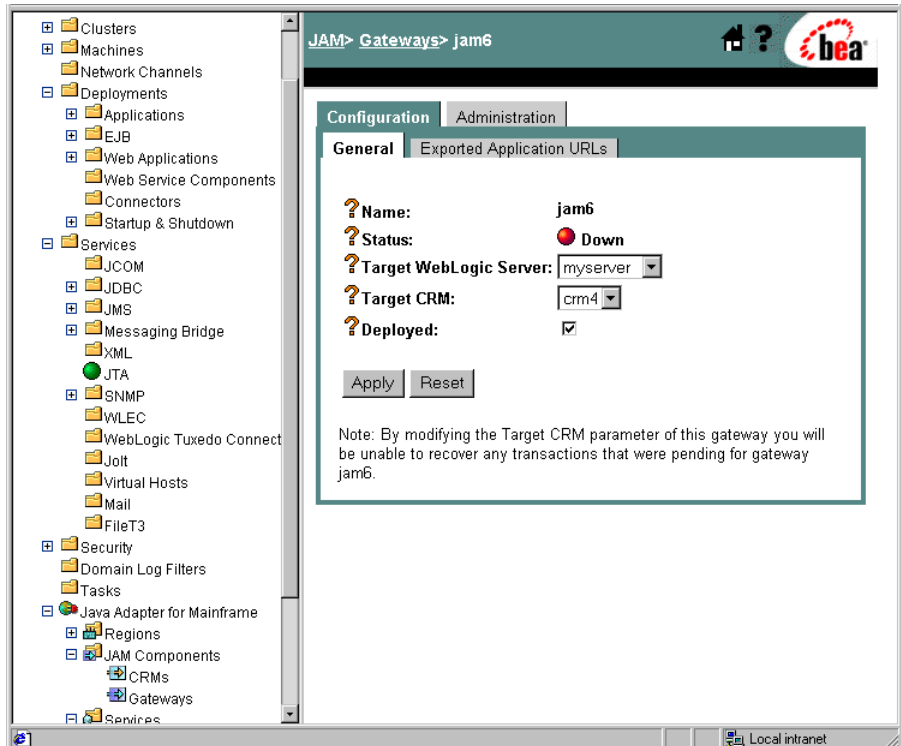 Clusters
Machines
Network Channels
Deployments
Applications
EJB
Web Applications
Web Service Components
Connectors
Startup & Shutdown
Services
JCOM
JDBC
JMS
Messaging Bridge
XML
JTA
SNMP
WLEC
WebLogic Tuxedo Connect
Jolt
Virtual Hosts
Mail
FileT3
Security
Domain Log Filters
Tasks
Java Adapter for Mainframe
Regions
JAM Components
CRMs
Gateways
Services
JAM> Gateways> jam6
?
bea
Configuration Administration
General Exported Application URLs
? Name: jam6
? Status: Down
? Target WebLogic Server: myserver
? Target CRM: crm4
? Deployed:
Apply Reset
Note: By modifying the Target CRM parameter of this gateway you will
be unable to recover any transactions that were pending for gateway
jam6.
Local intranet